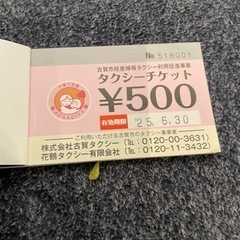 No. 518001
古賀市妊産婦等タクシー利用促進事業
タクシーチケット
¥500
有効期限 '25. 6.30
ご利用いただける古賀市のタクシー事業者
株式会社古賀タクシー (℡ 0120-00-3631)
花鶴タクシー有限会社 (℡ 0120-11-3432)